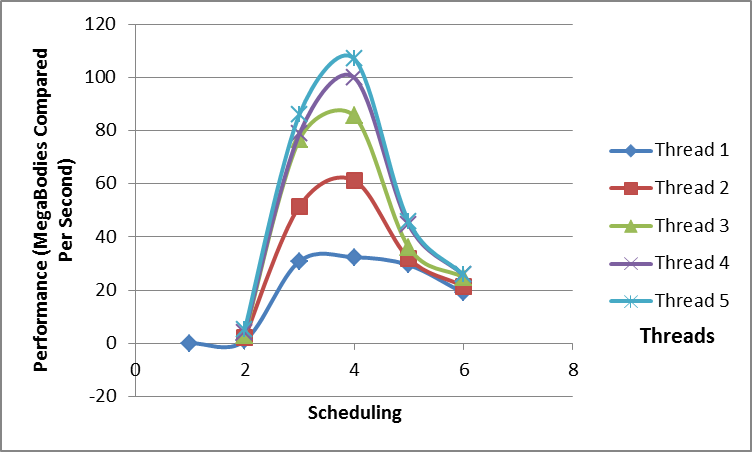 Performance (MegaBodies Compared
Per Second)
120
100
80
60
40
20
0
-20
0 2 4 6 8
Scheduling
Thread 1
Thread 2
Thread 3
Thread 4
Thread 5
Threads